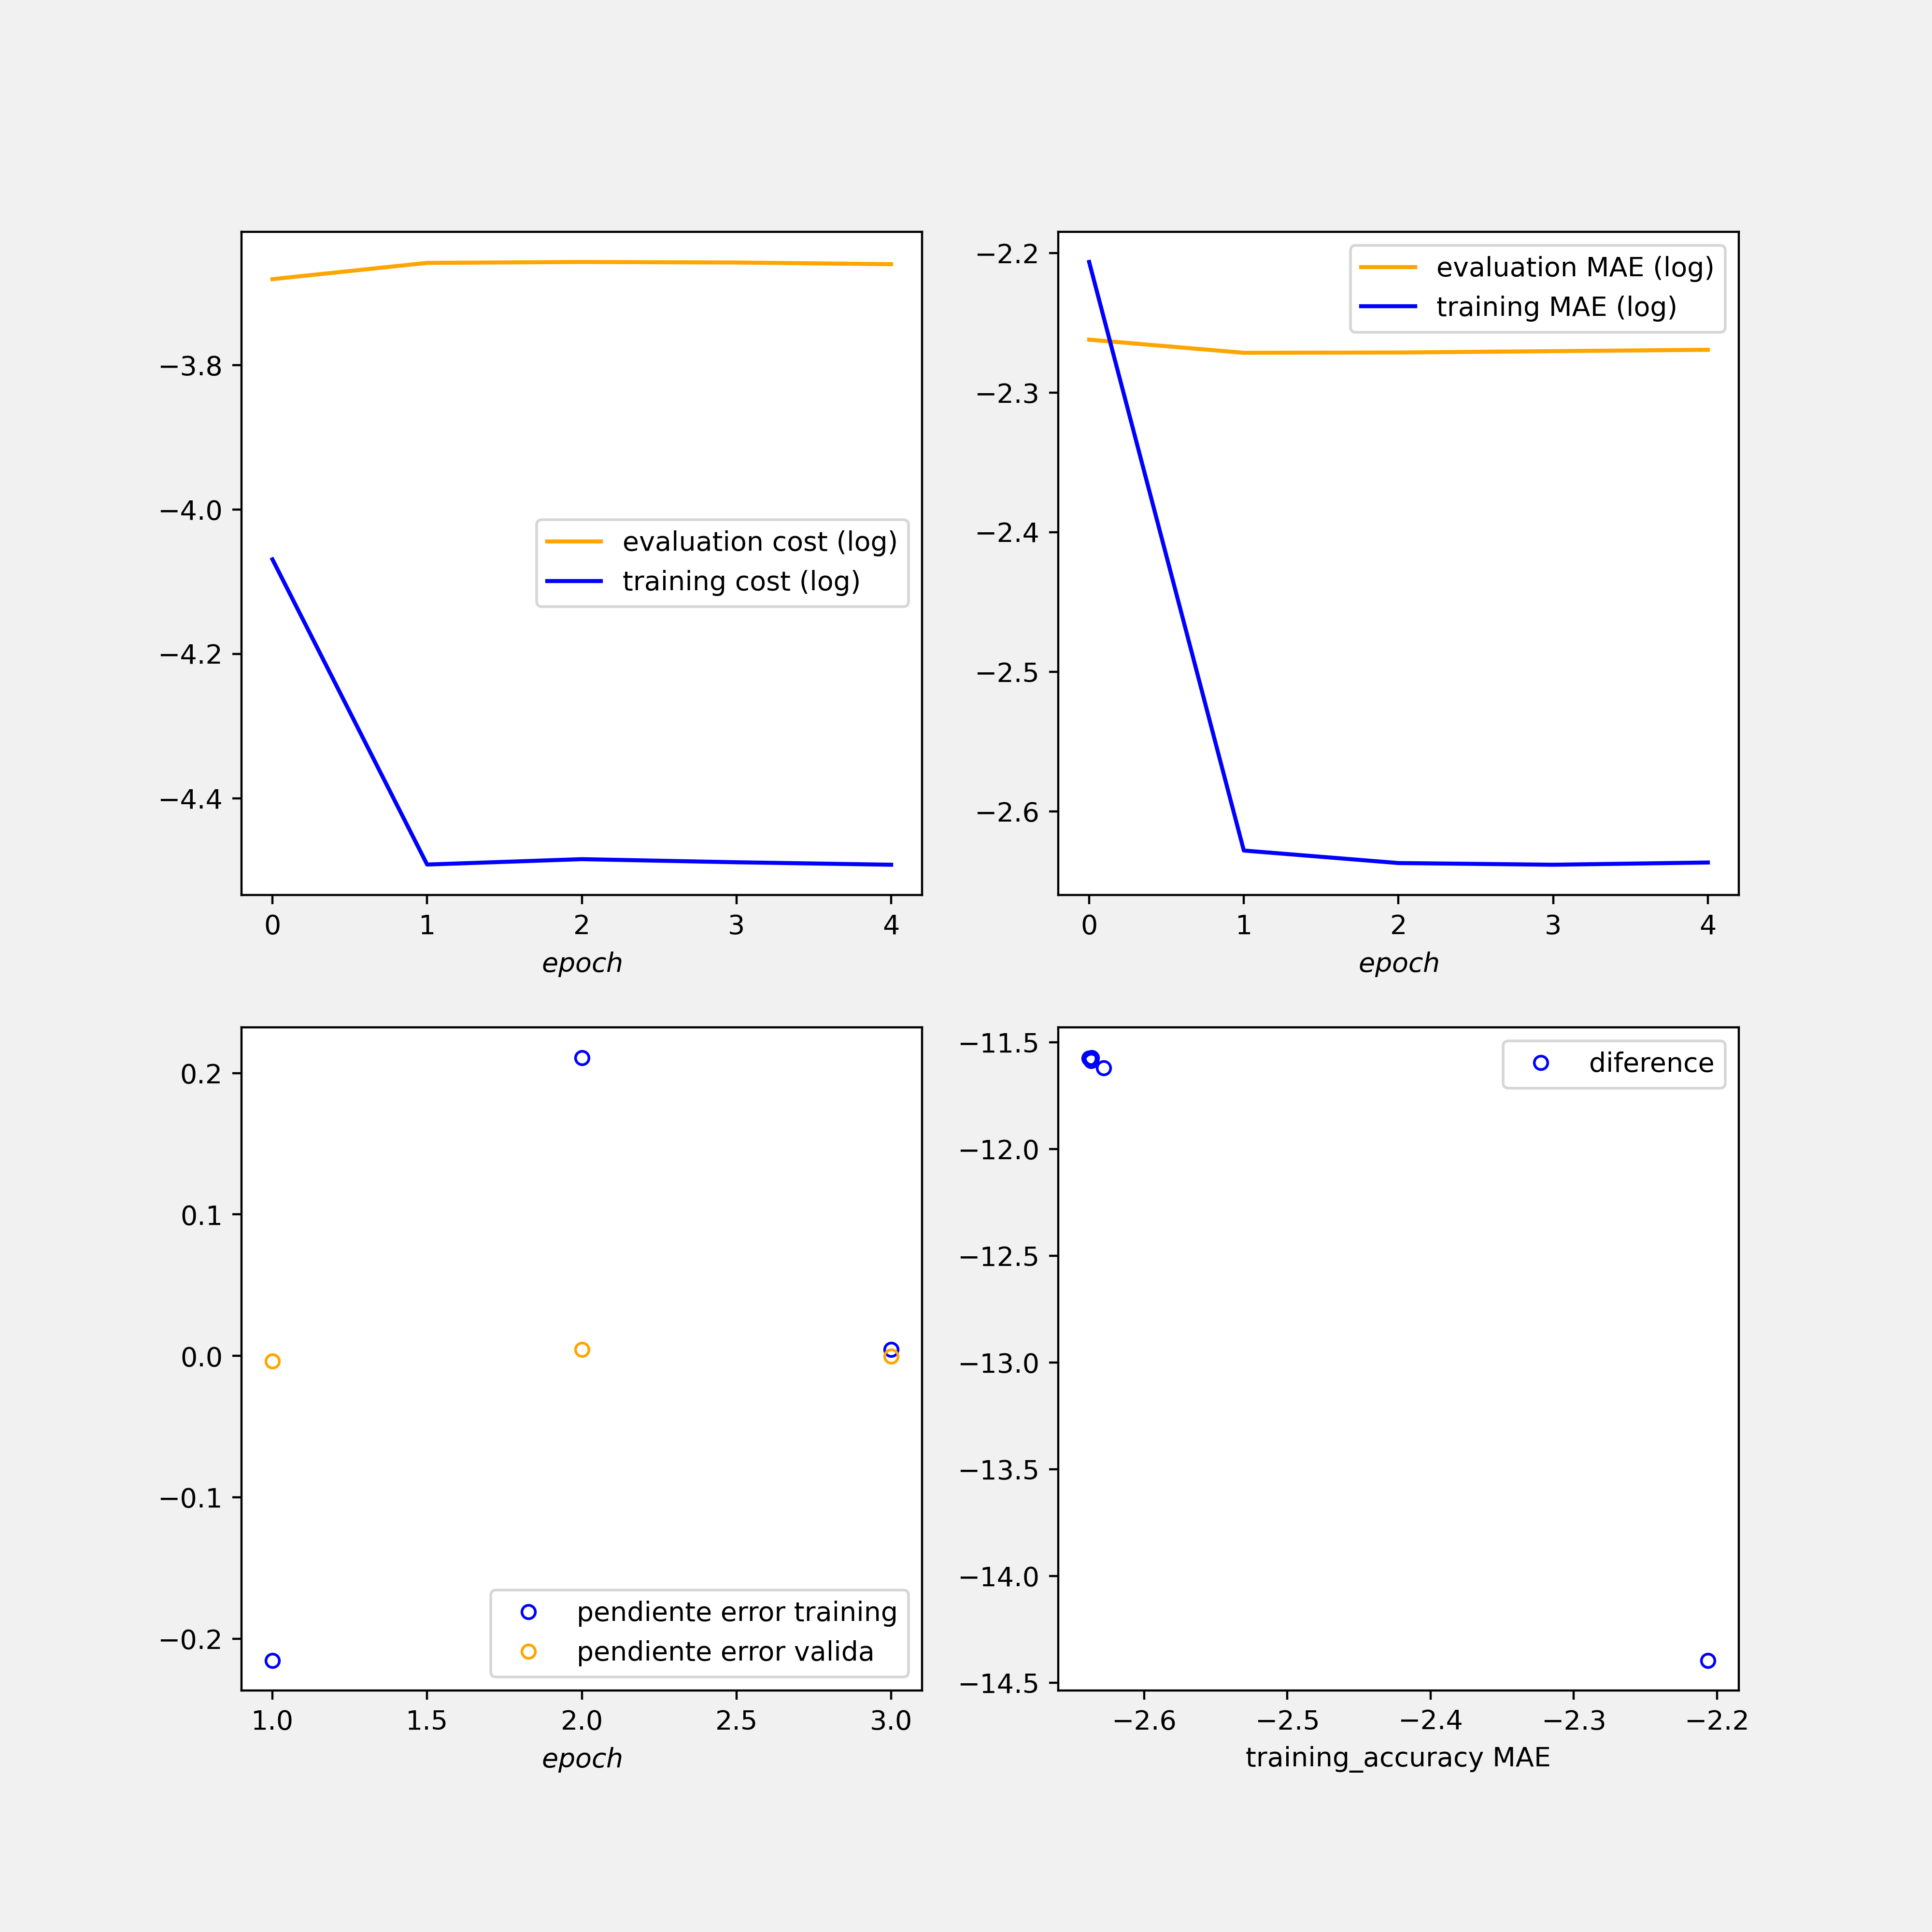 −3.8
−4.0
−4.2
−4.4
evaluation cost (log)
training cost (log)
0 1 2 3 4
epoch
−2.2
−2.3
−2.4
−2.5
−2.6
evaluation MAE (log)
training MAE (log)
0 1 2 3 4
epoch
0.2
0.1
0.0
−0.1
−0.2
pendiente error training
pendiente error valida
1.0 1.5 2.0 2.5 3.0
epoch
−11.5
−12.0
−12.5
−13.0
−13.5
−14.0
−14.5
diference
−2.6 −2.5 −2.4 −2.3 −2.2
training_accuracy MAE